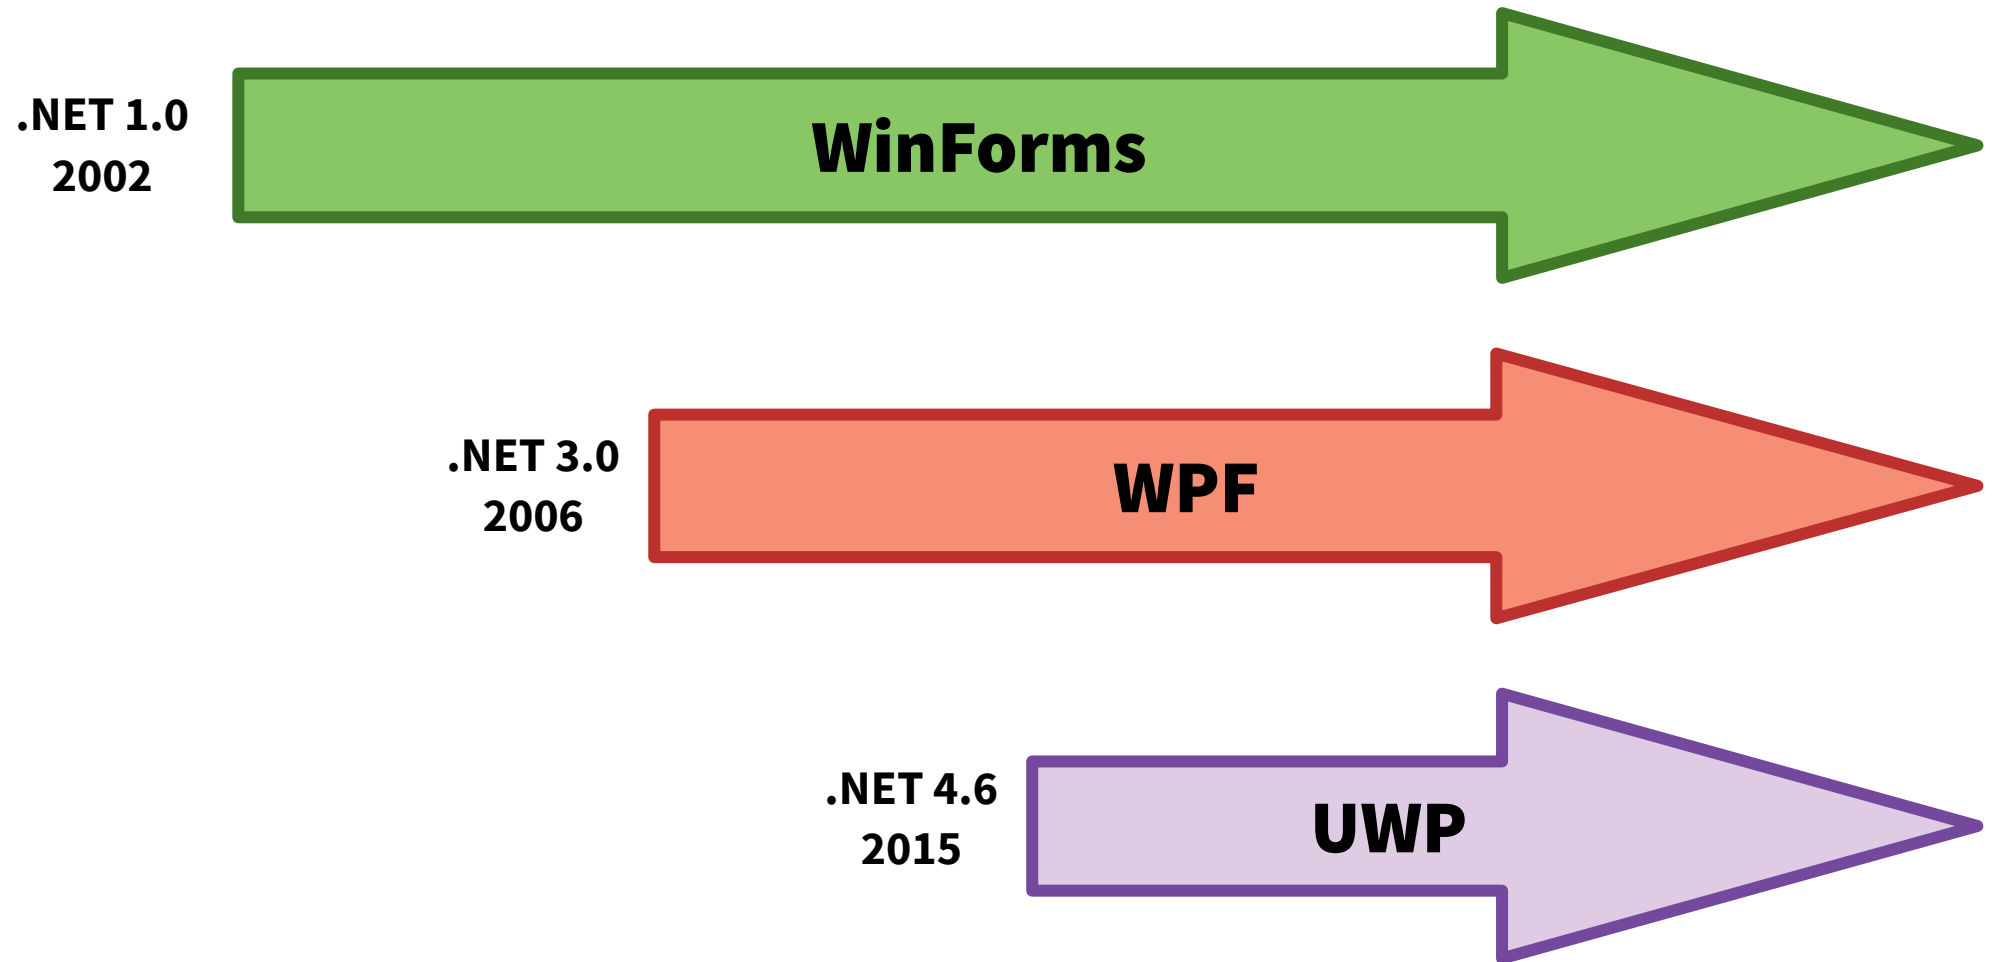 .NET 1.0
2002
WinForms
.NET 3.0
2006
WPF
.NET 4.6
2015
UWP